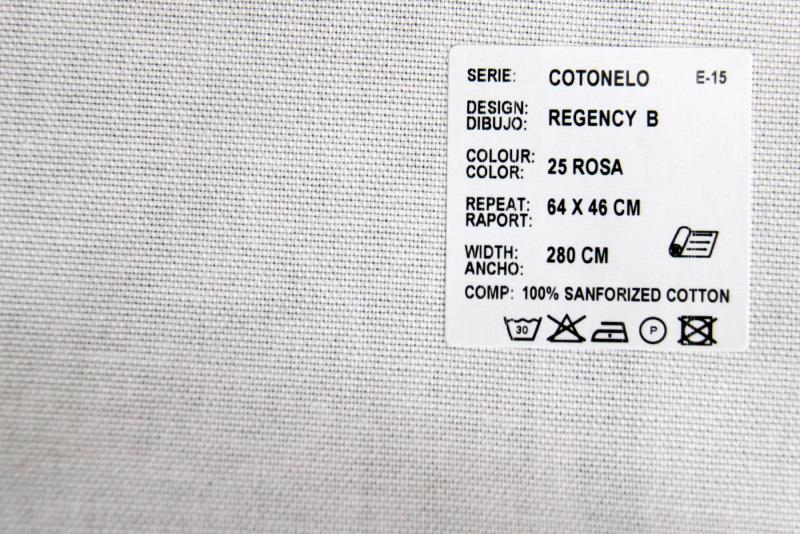 SERIE: COTONELO E-15
DESIGN:
DIBUJO: REGENCY B
COLOUR:
COLOR: 25 ROSA
REPEAT:
RAPORT: 64 X 46 CM
WIDTH:
ANCHO: 280 CM
COMP: 100% SANFORIZED COTTON
30 P